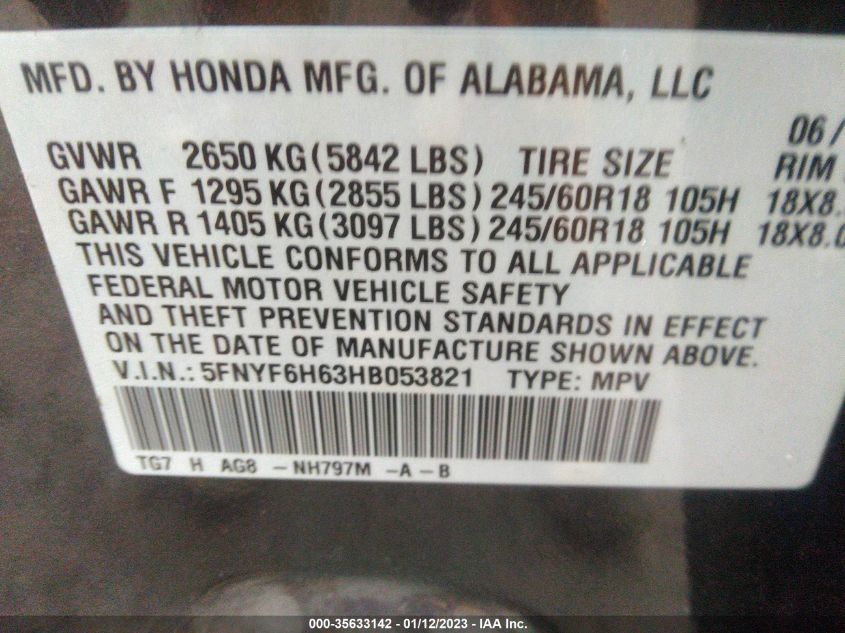 MFD. BY HONDA MFG. OF ALABAMA, LLC
06/
GVWR 2650 KG(5842 LBS) TIRE SIZE RIM
GAWR F 1295 KG(2855 LBS) 245/60R18 105H 18X8.
GAWR R 1405 KG(3097 LBS) 245/60R18 105H 18X8.0
THIS VEHICLE CONFORMS TO ALL APPLICABLE
FEDERAL MOTOR VEHICLE SAFETY
AND THEFT PREVENTION STANDARDS IN EFFECT
ON THE DATE OF MANUFACTURE SHOWN ABOVE.
V.I.N.: 5FNYF6H63HB053821 TYPE: MPV
TG7 H AG8 -NH797M -A-B
000-35633142 - 01/12/2023 - IAA Inc.